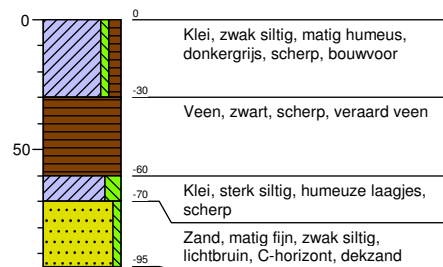 0
0
Klei, zwak siltig, matig humeus,
donkergrijs, scherp, bouwvoor
-30
Veen, zwart, scherp, veraard veen
50
-60
Klei, sterk siltig, humeuze laagjes,
scherp
-70
Zand, matig fijn, zwak siltig,
lichtbruin, C-horizont, dekzand
-95